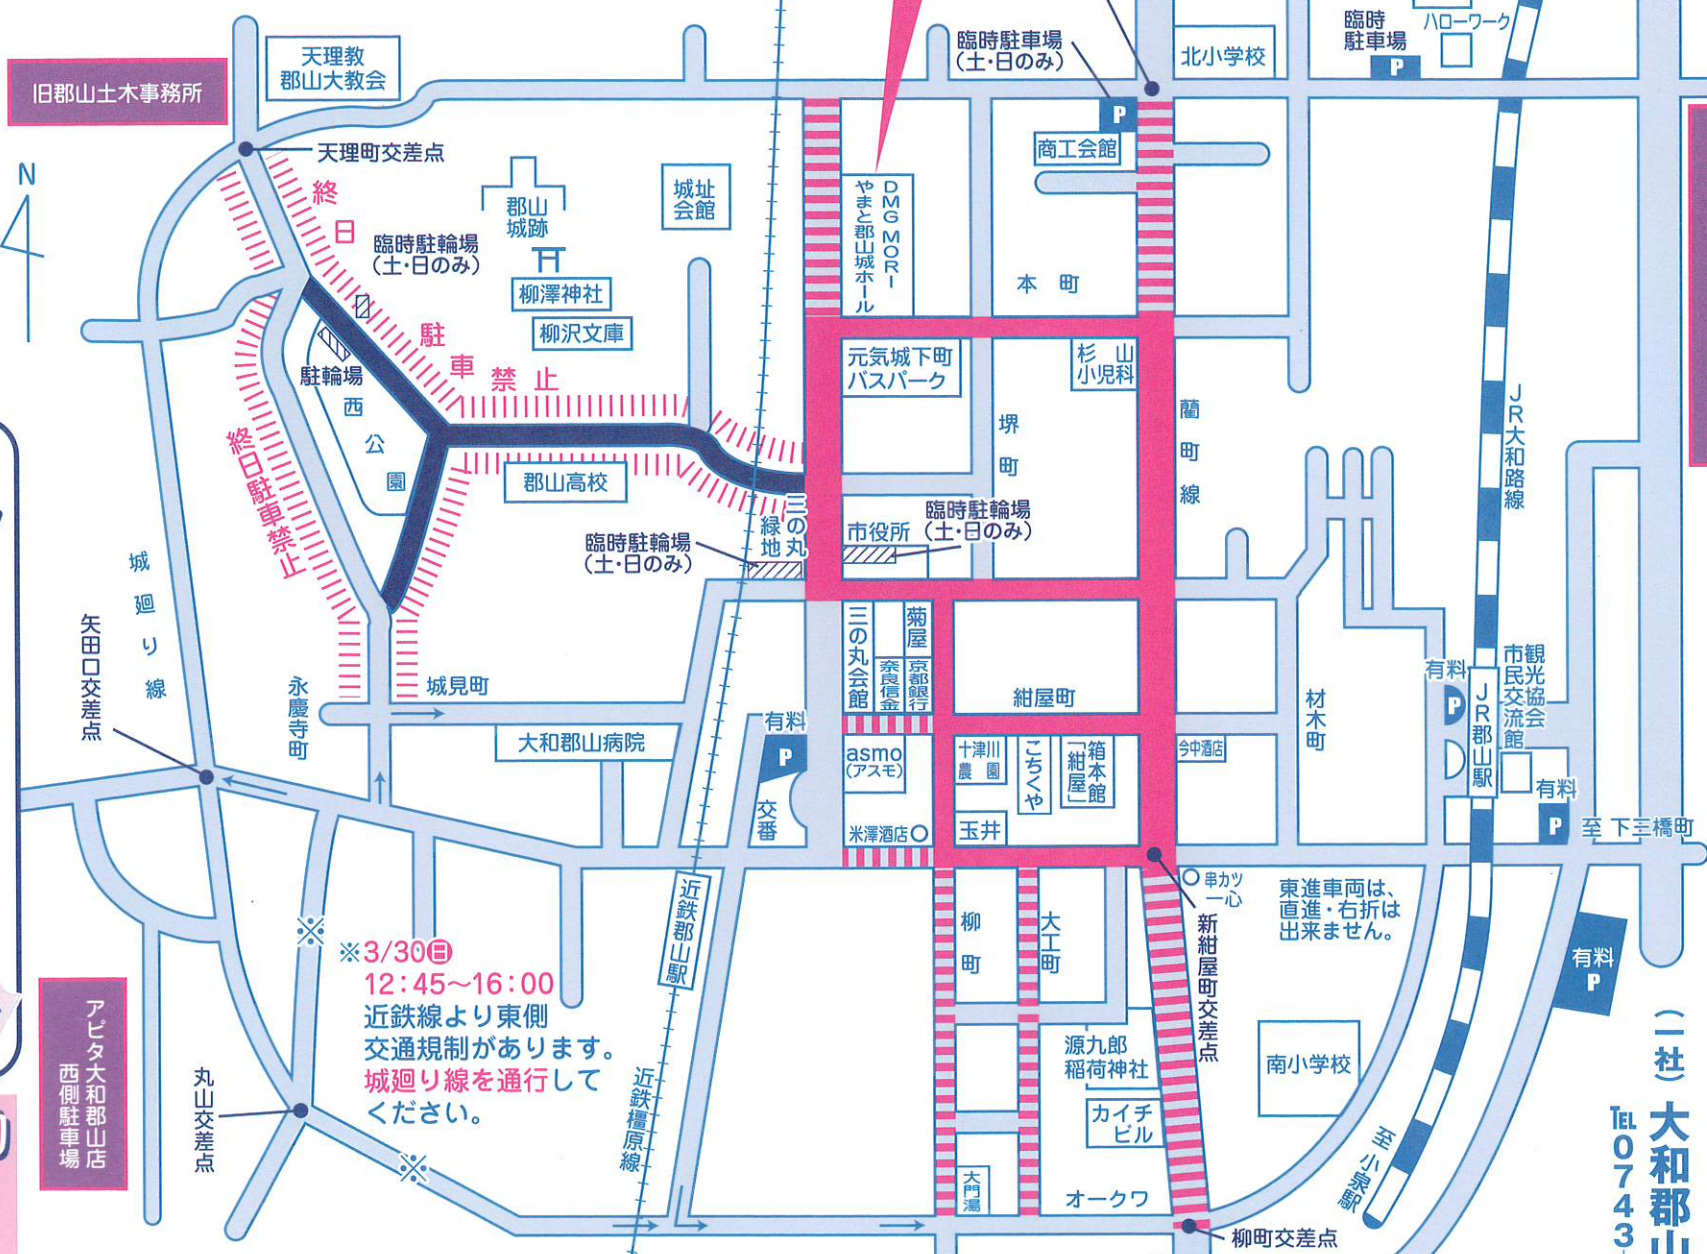 旧郡山土木事務所
天理教
郡山大教会
天理町交差点
N
終日
駐車禁止
臨時駐輪場
(土・日のみ)
駐輪場
西公園
郡山
城跡
柳澤神社
柳沢文庫
城址
会館
郡山高校
終日駐車禁止
臨時駐輪場
(土・日のみ)
三の丸
緑地
臨時駐車場
(土・日のみ)
P
商工会館
北小学校
臨時
駐車場
P
ハローワーク
DMG MORI
やまと郡山城ホール
本町
元気城下町
バスパーク
杉山
小児科
堺町
藺町線
JR大和路線
市役所
臨時駐輪場
(土・日のみ)
城廻り線
矢田口交差点
永慶寺町
城見町
大和郡山病院
有料
P
交番
三の丸会館
菊屋
奈良信金
京都銀行
紺屋町
asmo
(アスモ)
米澤酒店
十津川
農園
こちくや
箱本館
「紺屋」
玉井
今中酒店
材木町
有料
P
JR郡山駅
観光協会
市民交流館
有料
P
至 下三橋町
串カツ
一心
新紺屋町交差点
東進車両は、
直進・右折は
出来ません。
有料
P
柳町
大工町
近鉄郡山駅
近鉄橿原線
※
※3/30日
12:45～16:00
近鉄線より東側
交通規制があります。
城廻り線を通行して
ください。
※
アピタ大和郡山店
西側駐車場
丸山交差点
源九郎
稲荷神社
カイチ
ビル
大門湯
オークワ
南小学校
至小泉駅
柳町交差点
(一社)大和郡山
TEL0743